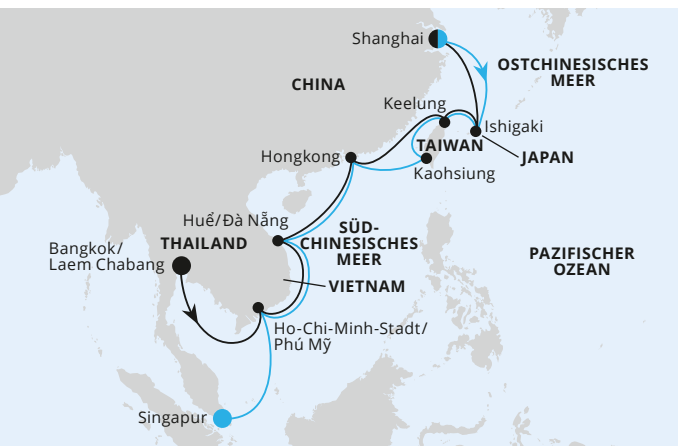 Shanghai
OSTCHINESISCHES
MEER
CHINA
Keelung
Ishigaki
TAIWAN
JAPAN
Hongkong
Kaohsiung
Huể/Đà Nẵng
SÜD-
CHINESISCHES
MEER
THAILAND
Bangkok/
Laem Chabang
PAZIFISCHER
OZEAN
VIETNAM
Ho-Chi-Minh-Stadt/
Phú Mỹ
Singapur